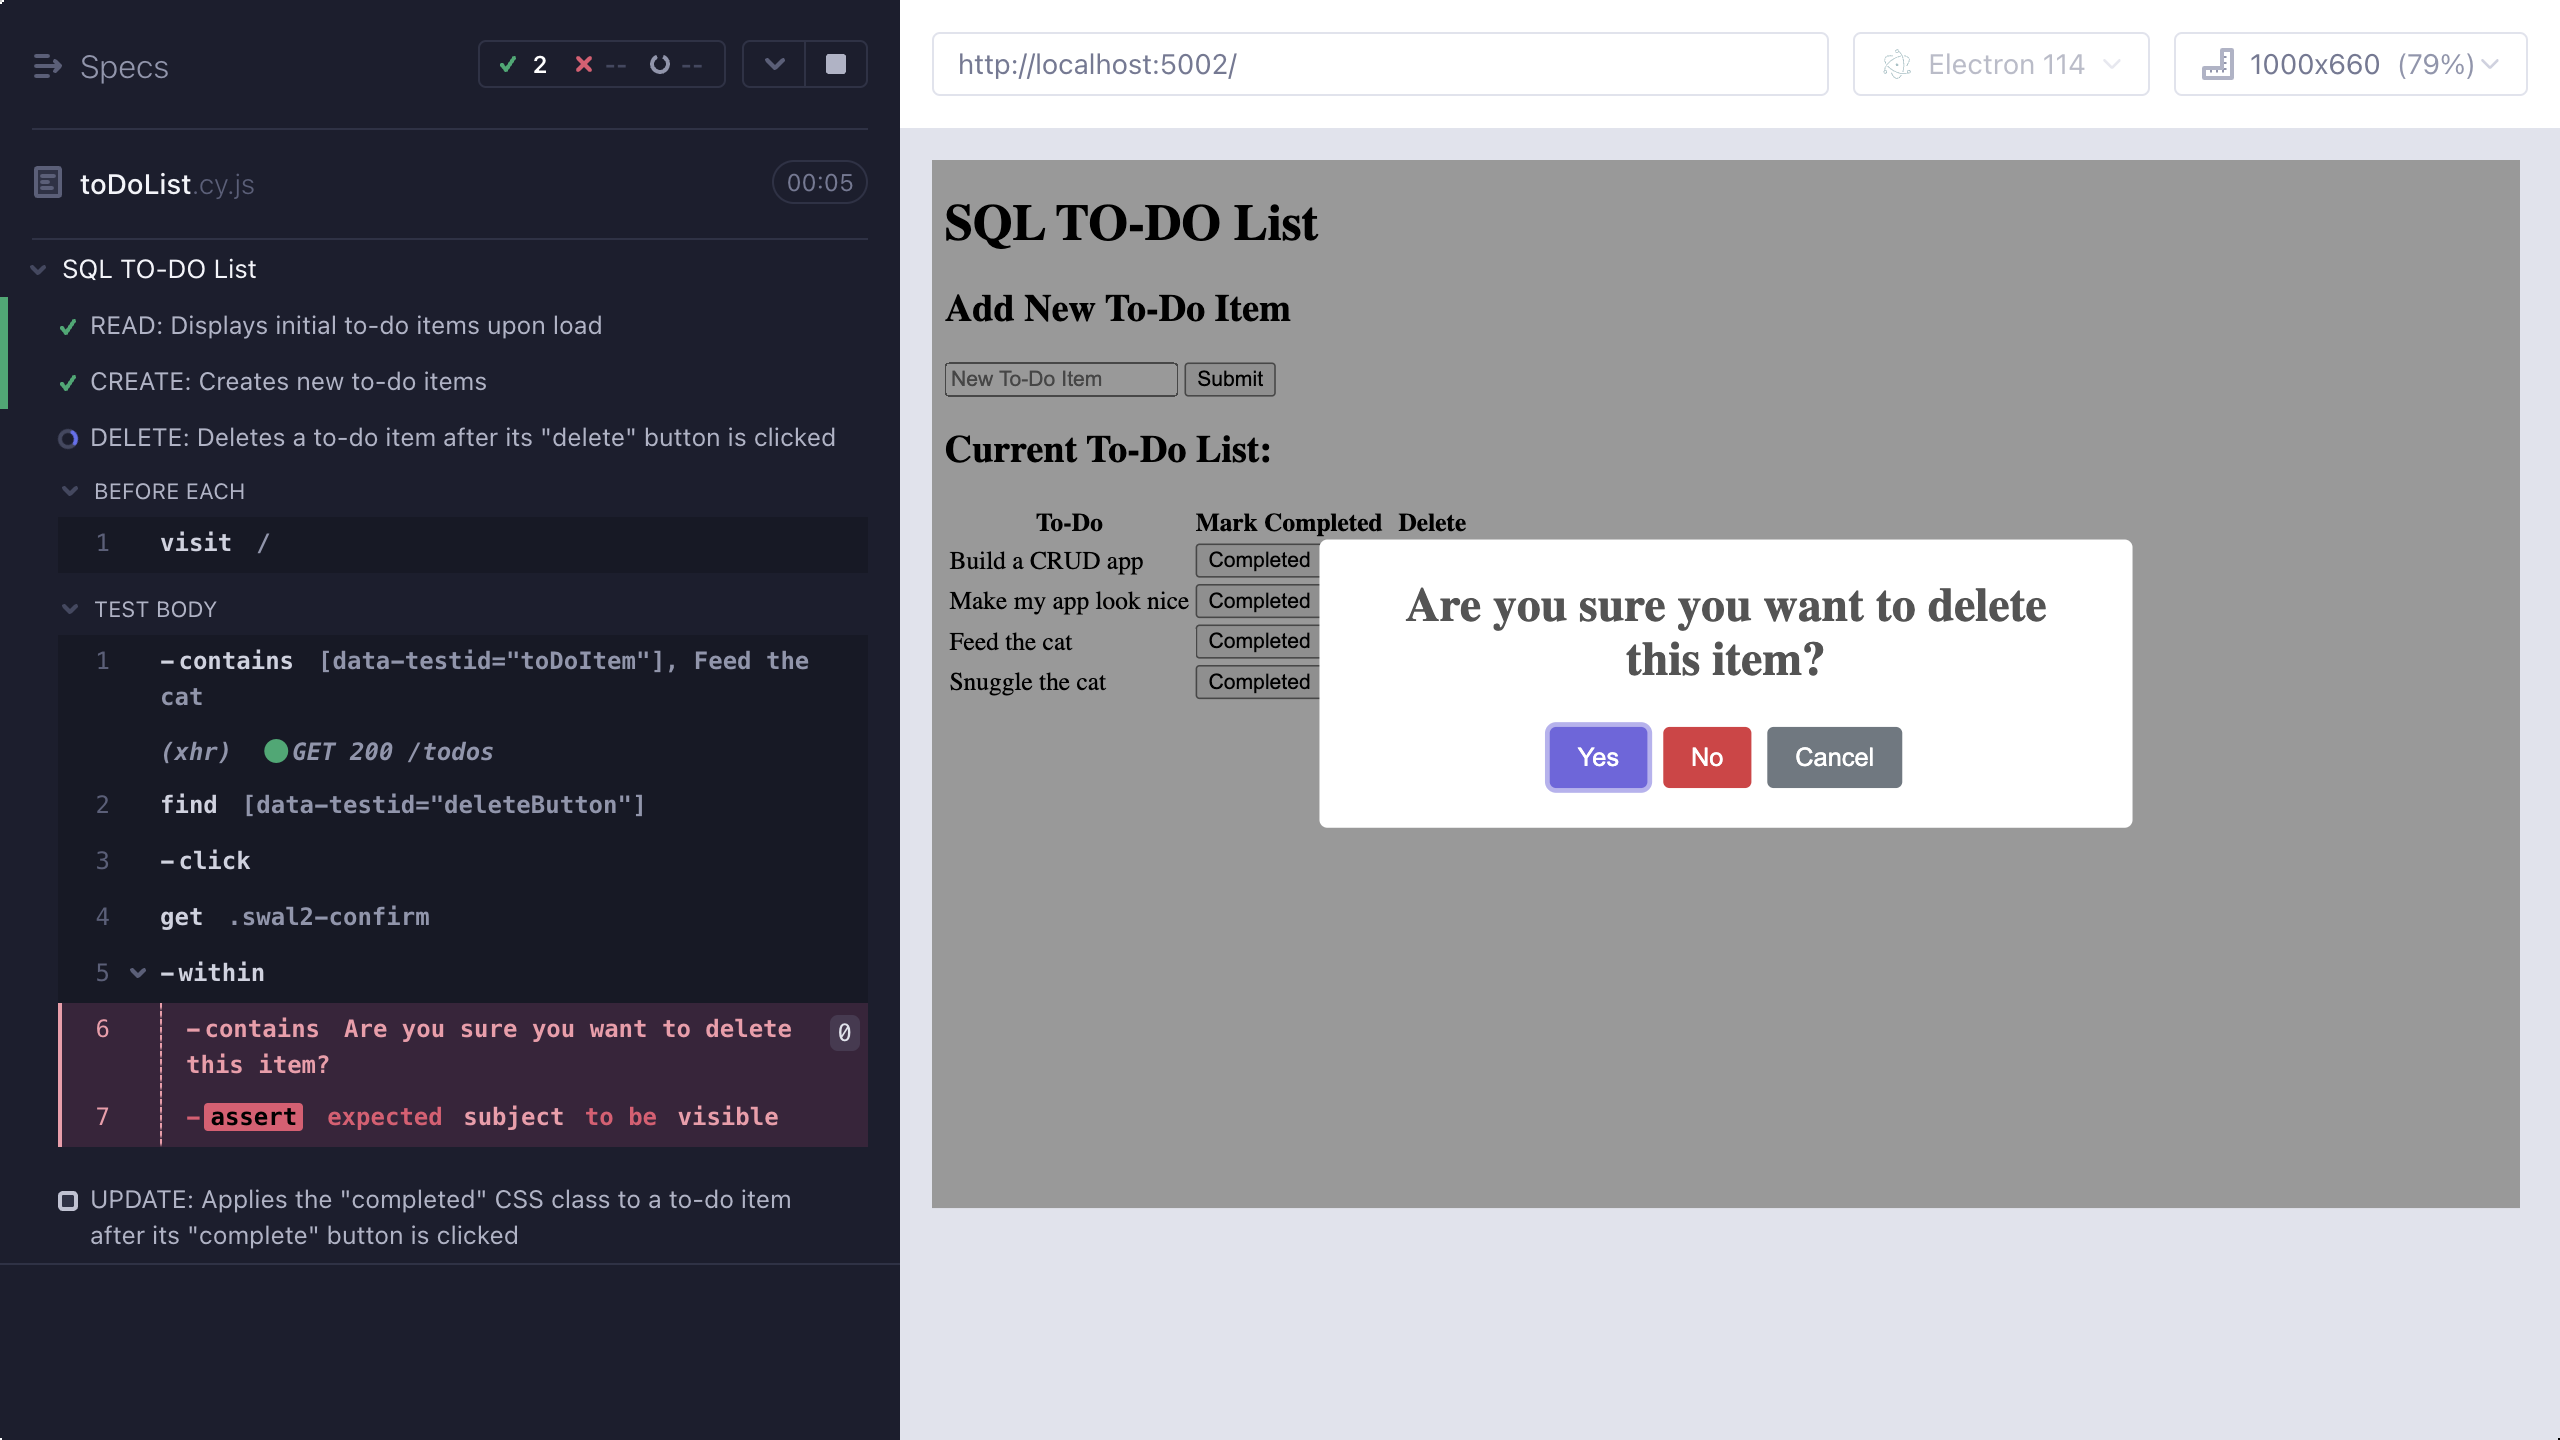 Specs
2 -- --
toDoList.cy.js 00:05
SQL TO-DO List
READ: Displays initial to-do items upon load
CREATE: Creates new to-do items
DELETE: Deletes a to-do item after its "delete" button is clicked
BEFORE EACH
1 visit /
TEST BODY
1 -contains [data-testid="toDoItem"], Feed the
cat
(xhr) GET 200 /todos
2 find [data-testid="deleteButton"]
3 -click
4 get .swal2-confirm
5 -within
6 -contains Are you sure you want to delete 0
this item?
7 -assert expected subject to be visible
UPDATE: Applies the "completed" CSS class to a to-do item
after its "complete" button is clicked
http://localhost:5002/
Electron 114
1000x660 (79%)
SQL TO-DO List
Add New To-Do Item
New To-Do Item Submit
Current To-Do List:
To-Do Mark Completed Delete
Build a CRUD app Completed
Make my app look nice Completed
Feed the cat Completed
Snuggle the cat Completed
Are you sure you want to delete
this item?
Yes No Cancel